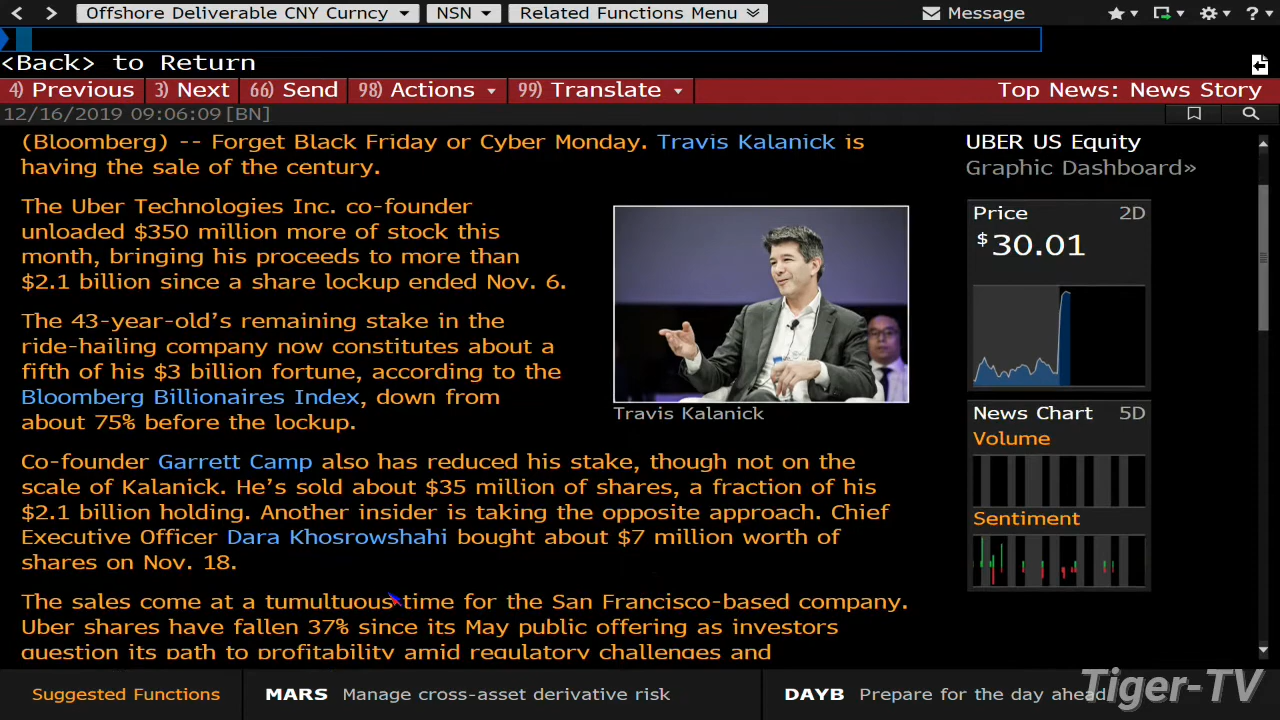 Offshore Deliverable CNY Curncy
NSN
Related Functions Menu
Message
?
<Back> to Return
4) Previous
3) Next
66) Send
98) Actions
99) Translate
Top News: News Story
12/16/2019 09:06:09 [BN]
(Bloomberg) -- Forget Black Friday or Cyber Monday. Travis Kalanick is
having the sale of the century.
The Uber Technologies Inc. co-founder
unloaded $350 million more of stock this
month, bringing his proceeds to more than
$2.1 billion since a share lockup ended Nov. 6.
The 43-year-old's remaining stake in the
ride-hailing company now constitutes about a
fifth of his $3 billion fortune, according to the
Bloomberg Billionaires Index, down from
about 75% before the lockup.
Travis Kalanick
Co-founder Garrett Camp also has reduced his stake, though not on the
scale of Kalanick. He's sold about $35 million of shares, a fraction of his
$2.1 billion holding. Another insider is taking the opposite approach. Chief
Executive Officer Dara Khosrowshahi bought about $7 million worth of
shares on Nov. 18.
The sales come at a tumultuous time for the San Francisco-based company.
Uber shares have fallen 37% since its May public offering as investors
question its path to profitability amid regulatory challenges and
UBER US Equity
Graphic Dashboard»
Price 2D
$30.01
News Chart 5D
Volume
Sentiment
Suggested Functions
MARS Manage cross-asset derivative risk
DAYB Prepare for the day ahead
Tiger-TV